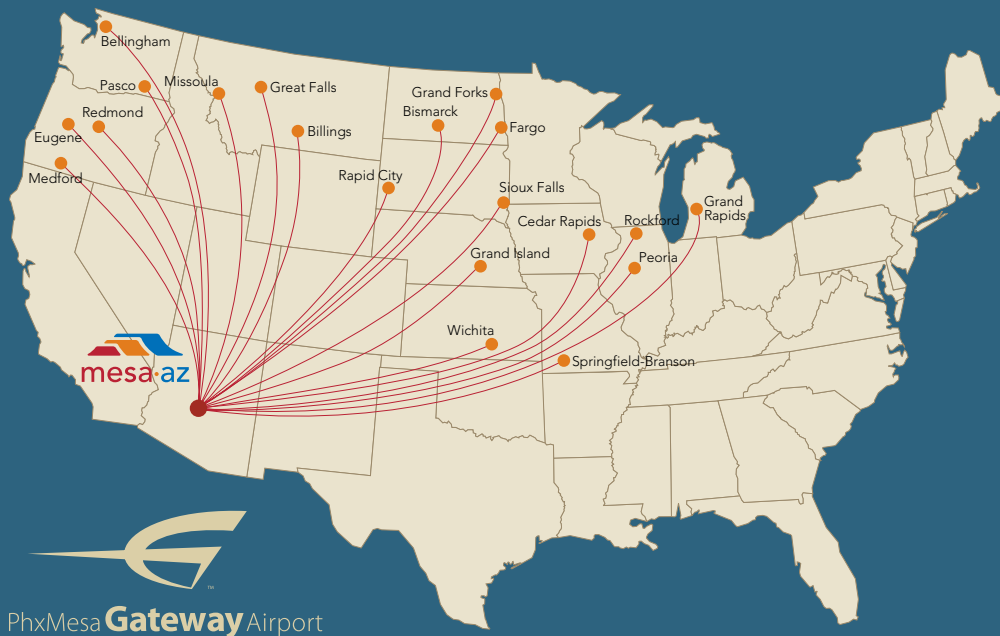 Bellingham
Pasco
Missoula
Great Falls
Grand Forks
Bismarck
Redmond
Fargo
Eugene
Billings
Medford
Rapid City
Sioux Falls
Grand
Rapids
Cedar Rapids
Rockford
Grand Island
Peoria
Wichita
Springfield-Branson
mesa·az
™
PhxMesa Gateway Airport